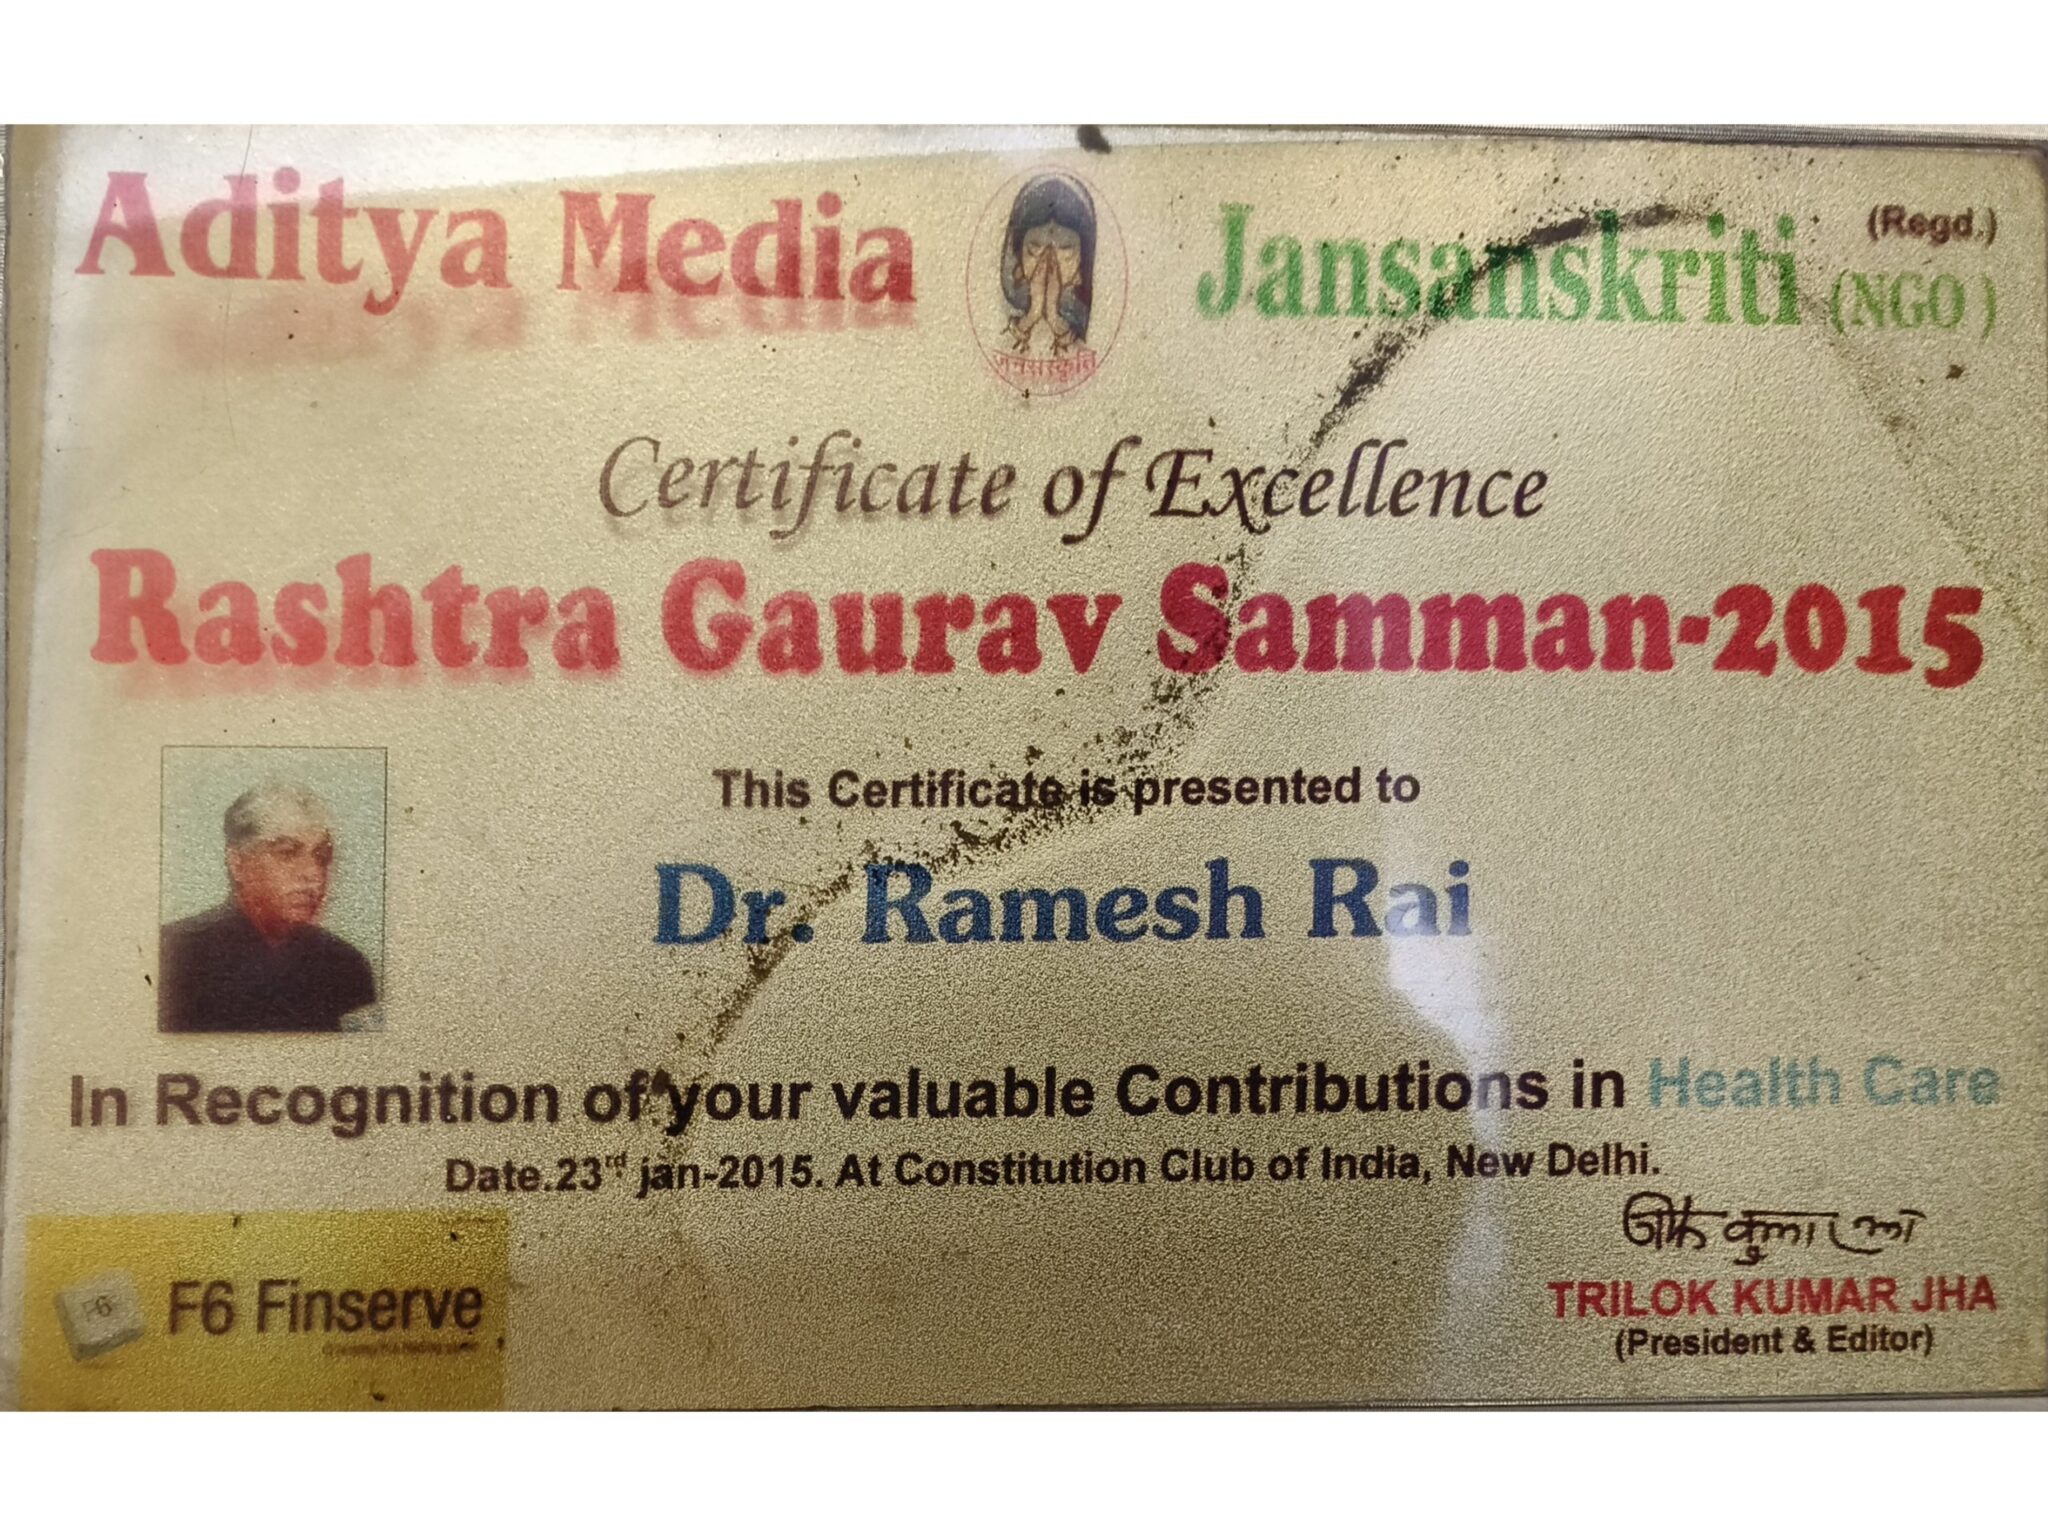 Aditya Media
Jansanskriti (Regd.) (NGO)
जनसंस्कृति
Certificate of Excellence
Rashtra Gaurav Samman-2015
This Certificate is presented to
Dr. Ramesh Rai
In Recognition of your valuable Contributions in Health Care
Date.23rd jan-2015. At Constitution Club of India, New Delhi.
F6
F6 Finserve
TRILOK KUMAR JHA
(President & Editor)